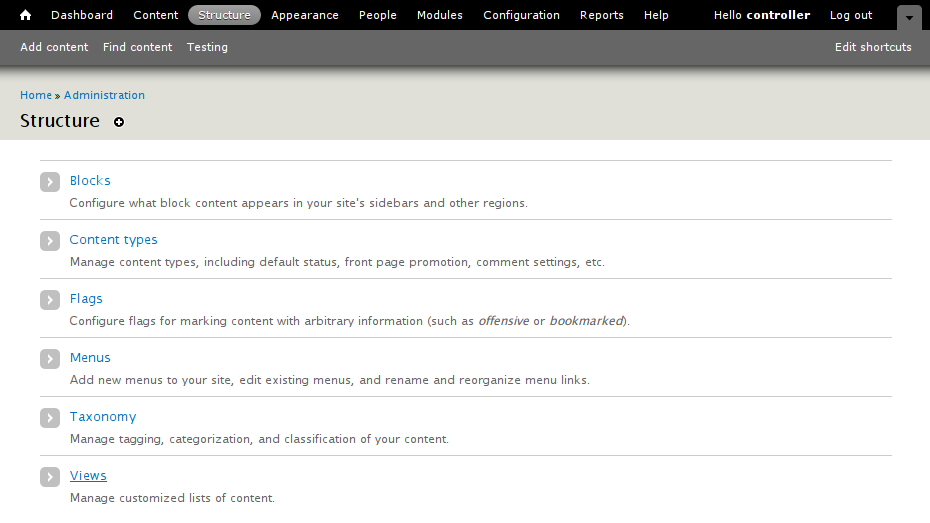 Dashboard Content Structure Appearance People Modules Configuration Reports Help Hello controller Log out
Add content Find content Testing Edit shortcuts
Home » Administration
Structure
Blocks
Configure what block content appears in your site's sidebars and other regions.
Content types
Manage content types, including default status, front page promotion, comment settings, etc.
Flags
Configure flags for marking content with arbitrary information (such as offensive or bookmarked).
Menus
Add new menus to your site, edit existing menus, and rename and reorganize menu links.
Taxonomy
Manage tagging, categorization, and classification of your content.
Views
Manage customized lists of content.